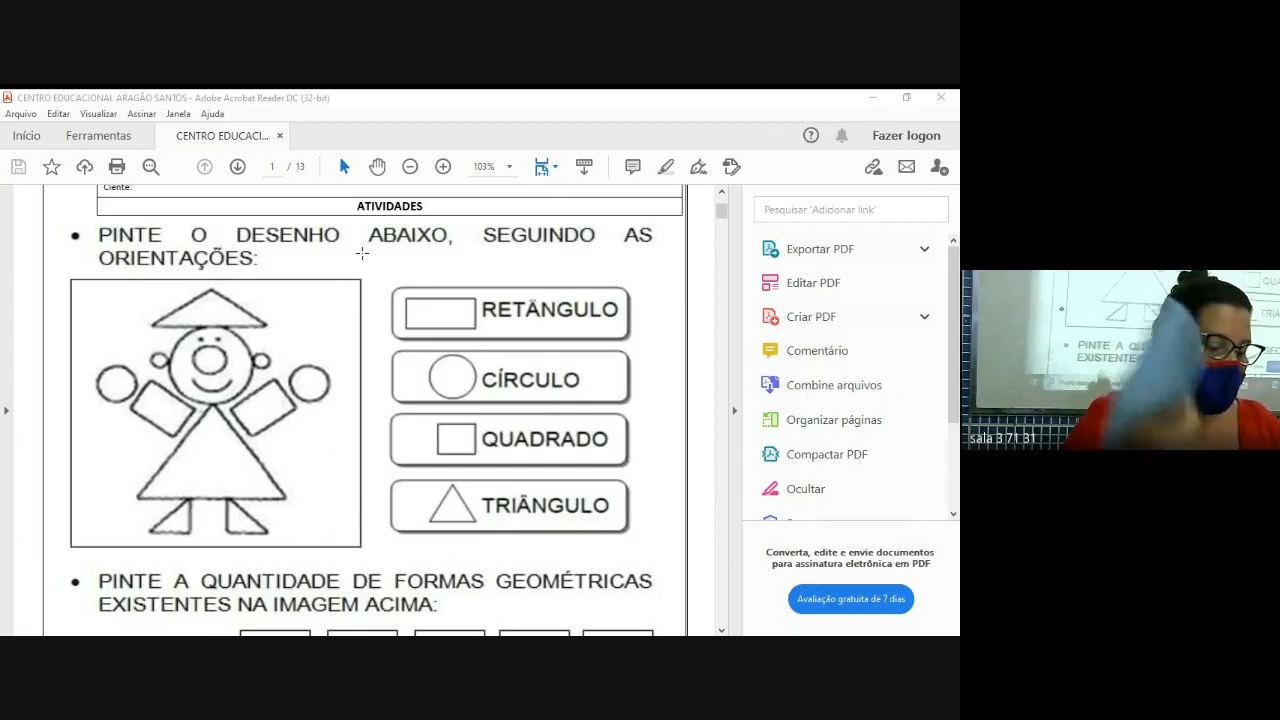 CENTRO EDUCACIONAL ARAGÃO SANTOS - Adobe Acrobat Reader DC (32-bit)
Arquivo Editar Visualizar Assinar Janela Ajuda
Início Ferramentas CENTRO EDUCACI... × Fazer logon
1 / 13 103%
Ciente:
ATIVIDADES
• PINTE O DESENHO ABAIXO, SEGUINDO AS
ORIENTAÇÕES:
RETÂNGULO
CÍRCULO
QUADRADO
TRIÂNGULO
• PINTE A QUANTIDADE DE FORMAS GEOMÉTRICAS
EXISTENTES NA IMAGEM ACIMA:
Pesquisar 'Adicionar link'
Exportar PDF
Editar PDF
Criar PDF
Comentário
Combine arquivos
Organizar páginas
Compactar PDF
Ocultar
Converta, edite e envie documentos
para assinatura eletrônica em PDF
Avaliação gratuita de 7 dias
PINTE A
EXISTENTE
sala 3 71 31